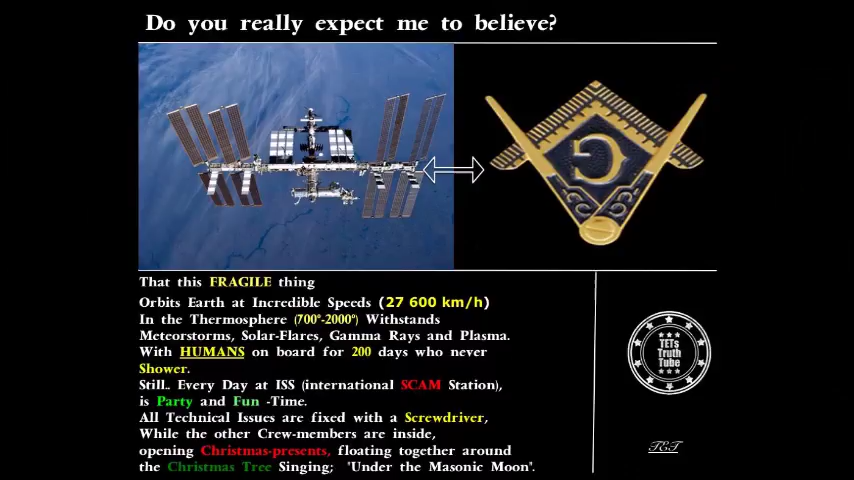 Do you really expect me to believe?
G
That this FRAGILE thing
Orbits Earth at Incredible Speeds (27 600 km/h)
In the Thermosphere (700°-2000°) Withstands
Meteorstorms, Solar-Flares, Gamma Rays and Plasma.
With HUMANS on board for 200 days who never
Shower.
Still.. Every Day at ISS (international SCAM Station),
is Party and Fun -Time.
All Technical Issues are fixed with a Screwdriver,
While the other Crew-members are inside,
opening Christmas-presents, floating together around
the Christmas Tree Singing; "Under the Masonic Moon".
TETs
Truth
Tube
TET